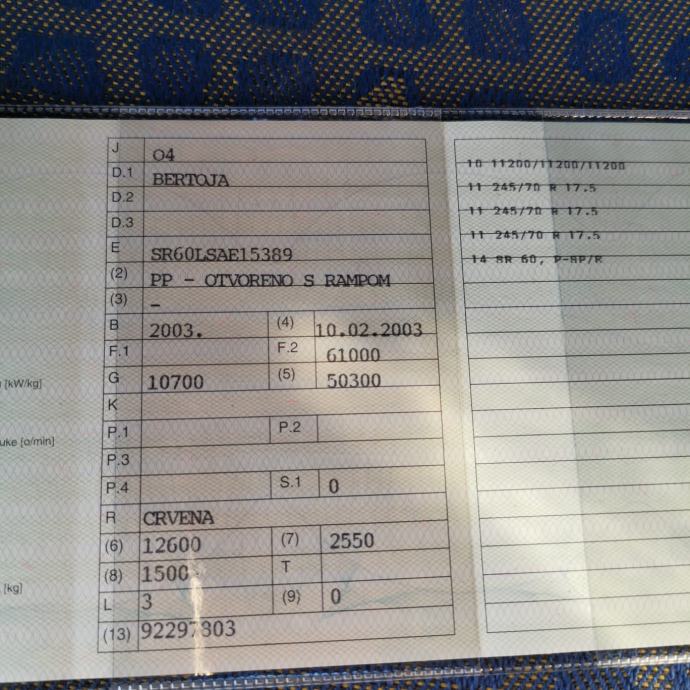 J O4
D.1 BERTOJA
D.2
D.3
E SR60LSAE15389
(2) PP - OTVORENO S RAMPOM
(3) -
B 2003. (4) 10.02.2003
F.1 F.2 61000
G 10700 (5) 50300
K
P.1 P.2
P.3
P.4 S.1 0
R CRVENA
(6) 12600 (7) 2550
(8) 1500 T
L 3 (9) 0
(13) 92297803
[kW/kg]
[o/min]
[kg]
10 11200/11200/11200
11 245/70 R 17.5
11 245/70 R 17.5
11 245/70 R 17.5
14 SR 60, P-SP/R